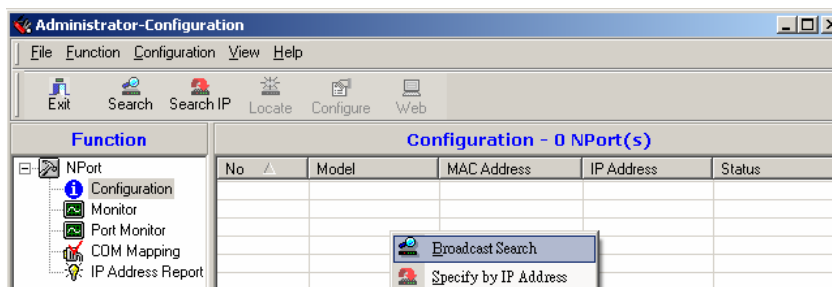 Administrator-Configuration
File Function Configuration View Help
Exit Search Search IP Locate Configure Web
Function
Configuration - 0 NPort(s)
No Model MAC Address IP Address Status
NPort
Configuration
Monitor
Port Monitor
COM Mapping
IP Address Report
Broadcast Search
Specify by IP Address